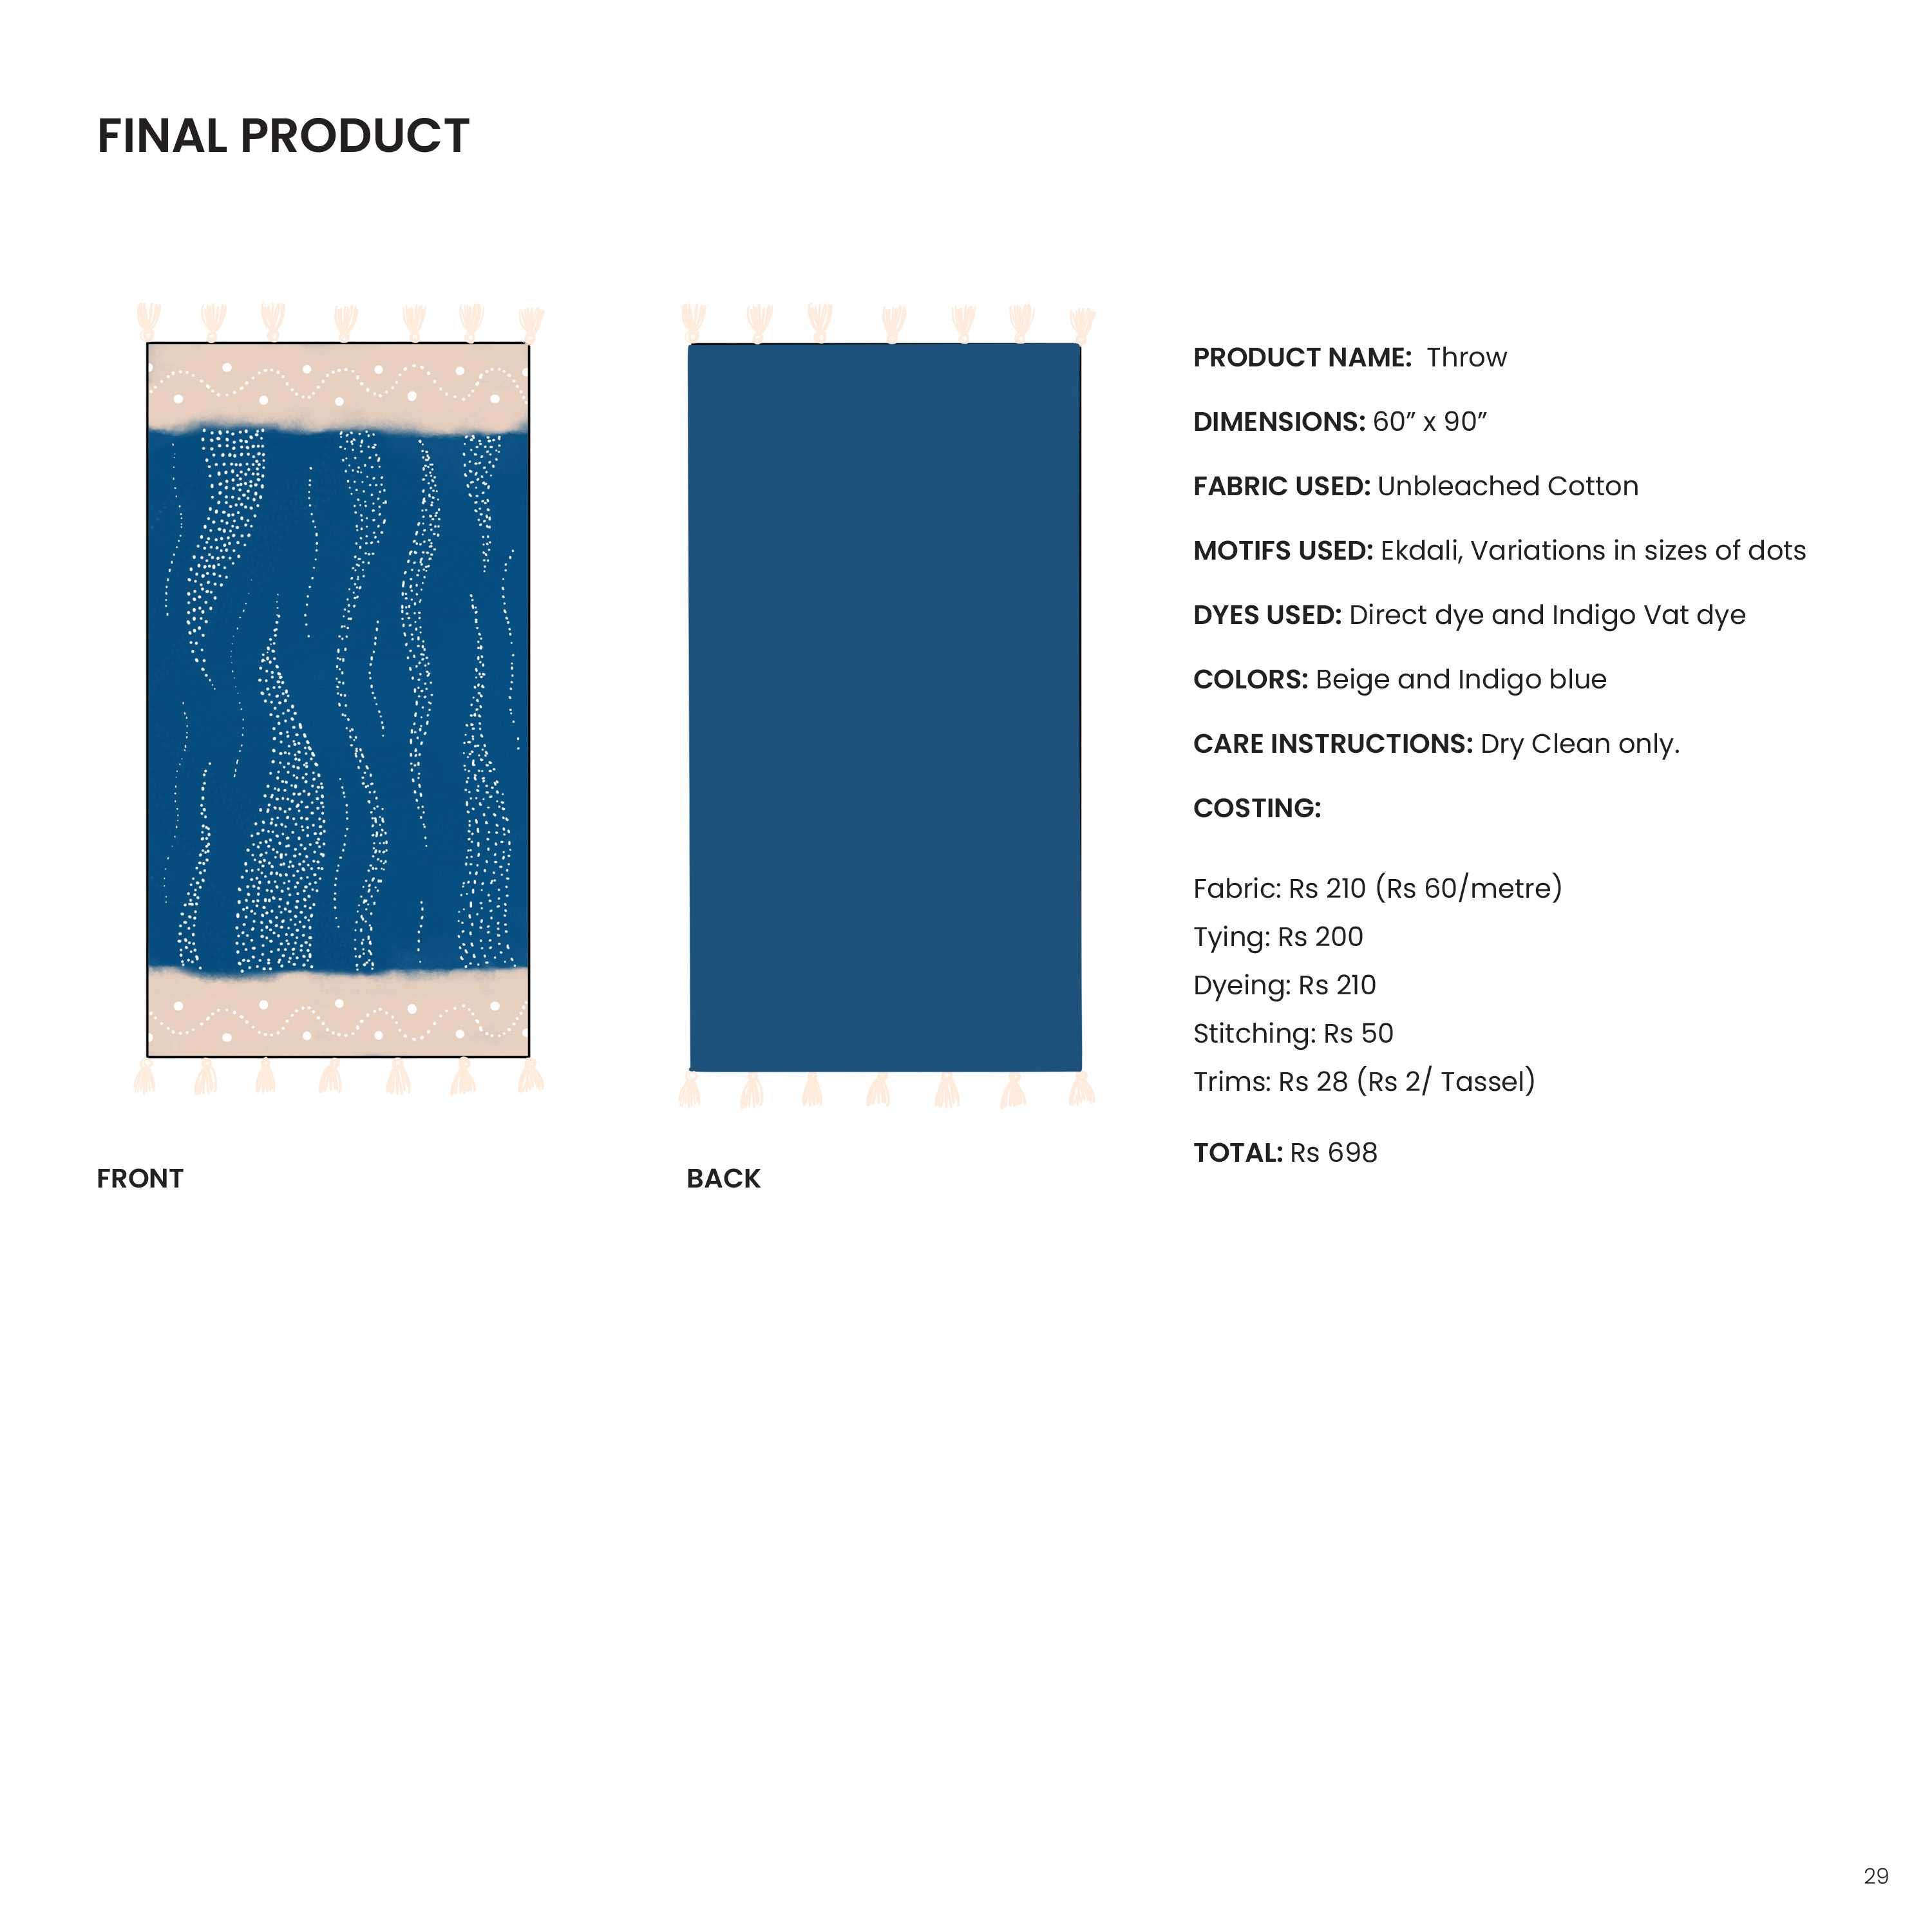 FINAL PRODUCT
PRODUCT NAME: Throw
DIMENSIONS: 60” x 90”
FABRIC USED: Unbleached Cotton
MOTIFS USED: Ekdali, Variations in sizes of dots
DYES USED: Direct dye and Indigo Vat dye
COLORS: Beige and Indigo blue
CARE INSTRUCTIONS: Dry Clean only.
COSTING:
Fabric: Rs 210 (Rs 60/metre)
Tying: Rs 200
Dyeing: Rs 210
Stitching: Rs 50
Trims: Rs 28 (Rs 2/ Tassel)
TOTAL: Rs 698
FRONT
BACK
29